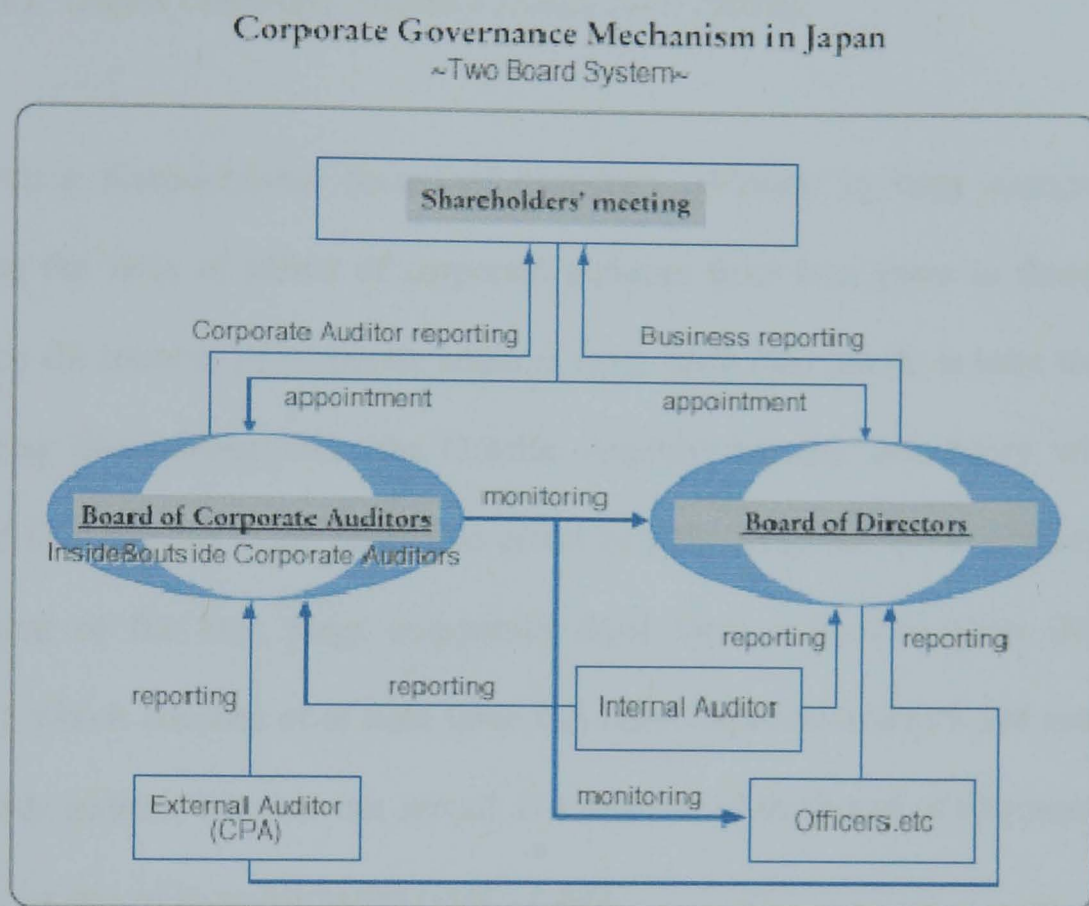 Corporate Governance Mechanism in Japan
~Two Board System~
Shareholders' meeting
Corporate Auditor reporting
Business reporting
appointment
appointment
Board of Corporate Auditors
Inside&outside Corporate Auditors
monitoring
Board of Directors
reporting
reporting
reporting
reporting
Internal Auditor
External Auditor
(CPA)
monitoring
Officers.etc